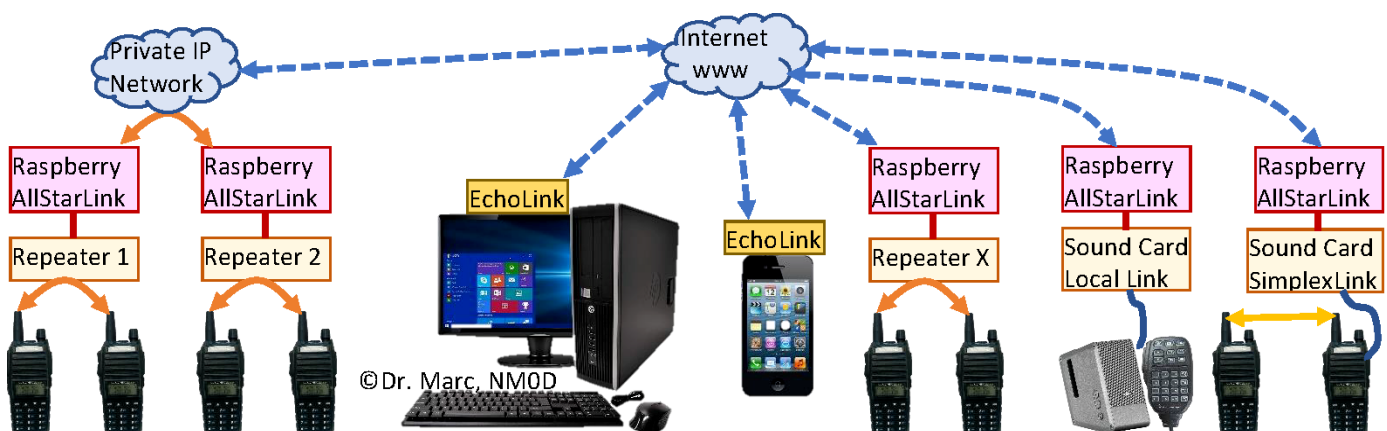 Private IP
Network
Internet
www
Raspberry
AllStarLink
Raspberry
AllStarLink
EchoLink
EchoLink
Raspberry
AllStarLink
Raspberry
AllStarLink
Raspberry
AllStarLink
Repeater 1
Repeater 2
Repeater X
Sound Card
Local Link
Sound Card
SimplexLink
©Dr. Marc, NM0D